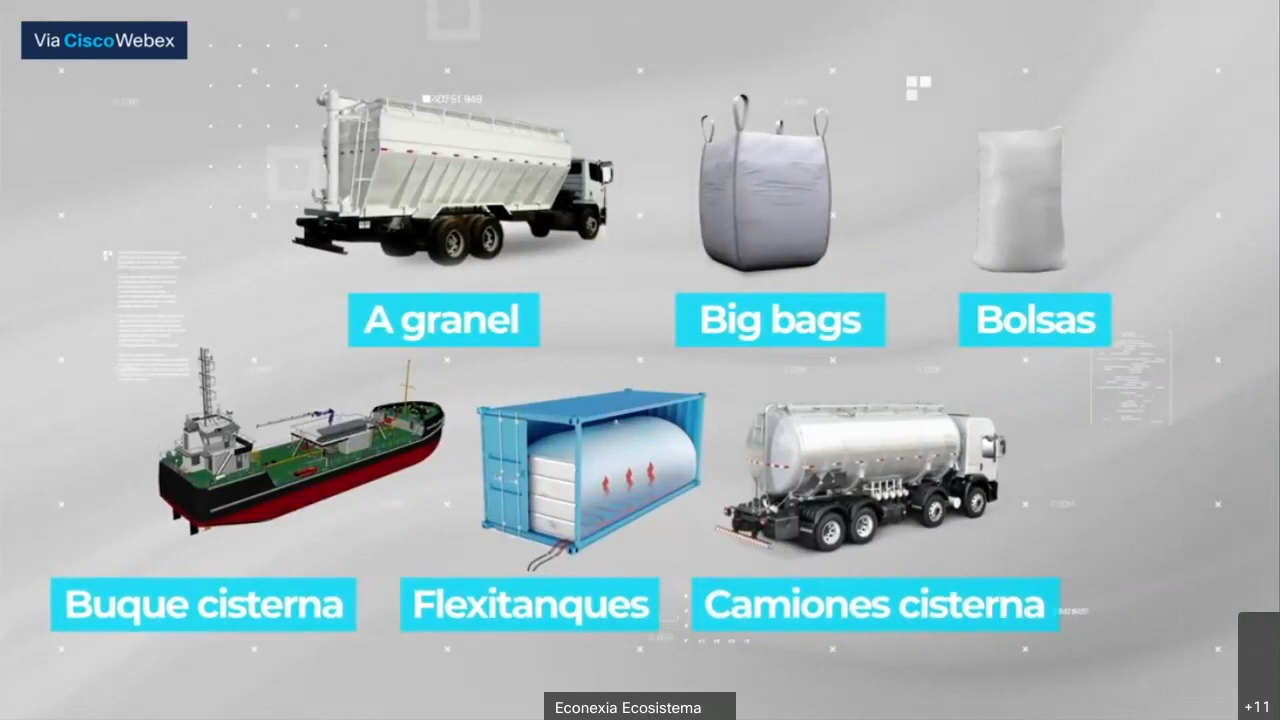 Via CiscoWebex
A granel
Big bags
Bolsas
Buque cisterna
Flexitanques
Camiones cisterna
Econexia Ecosistema
+11